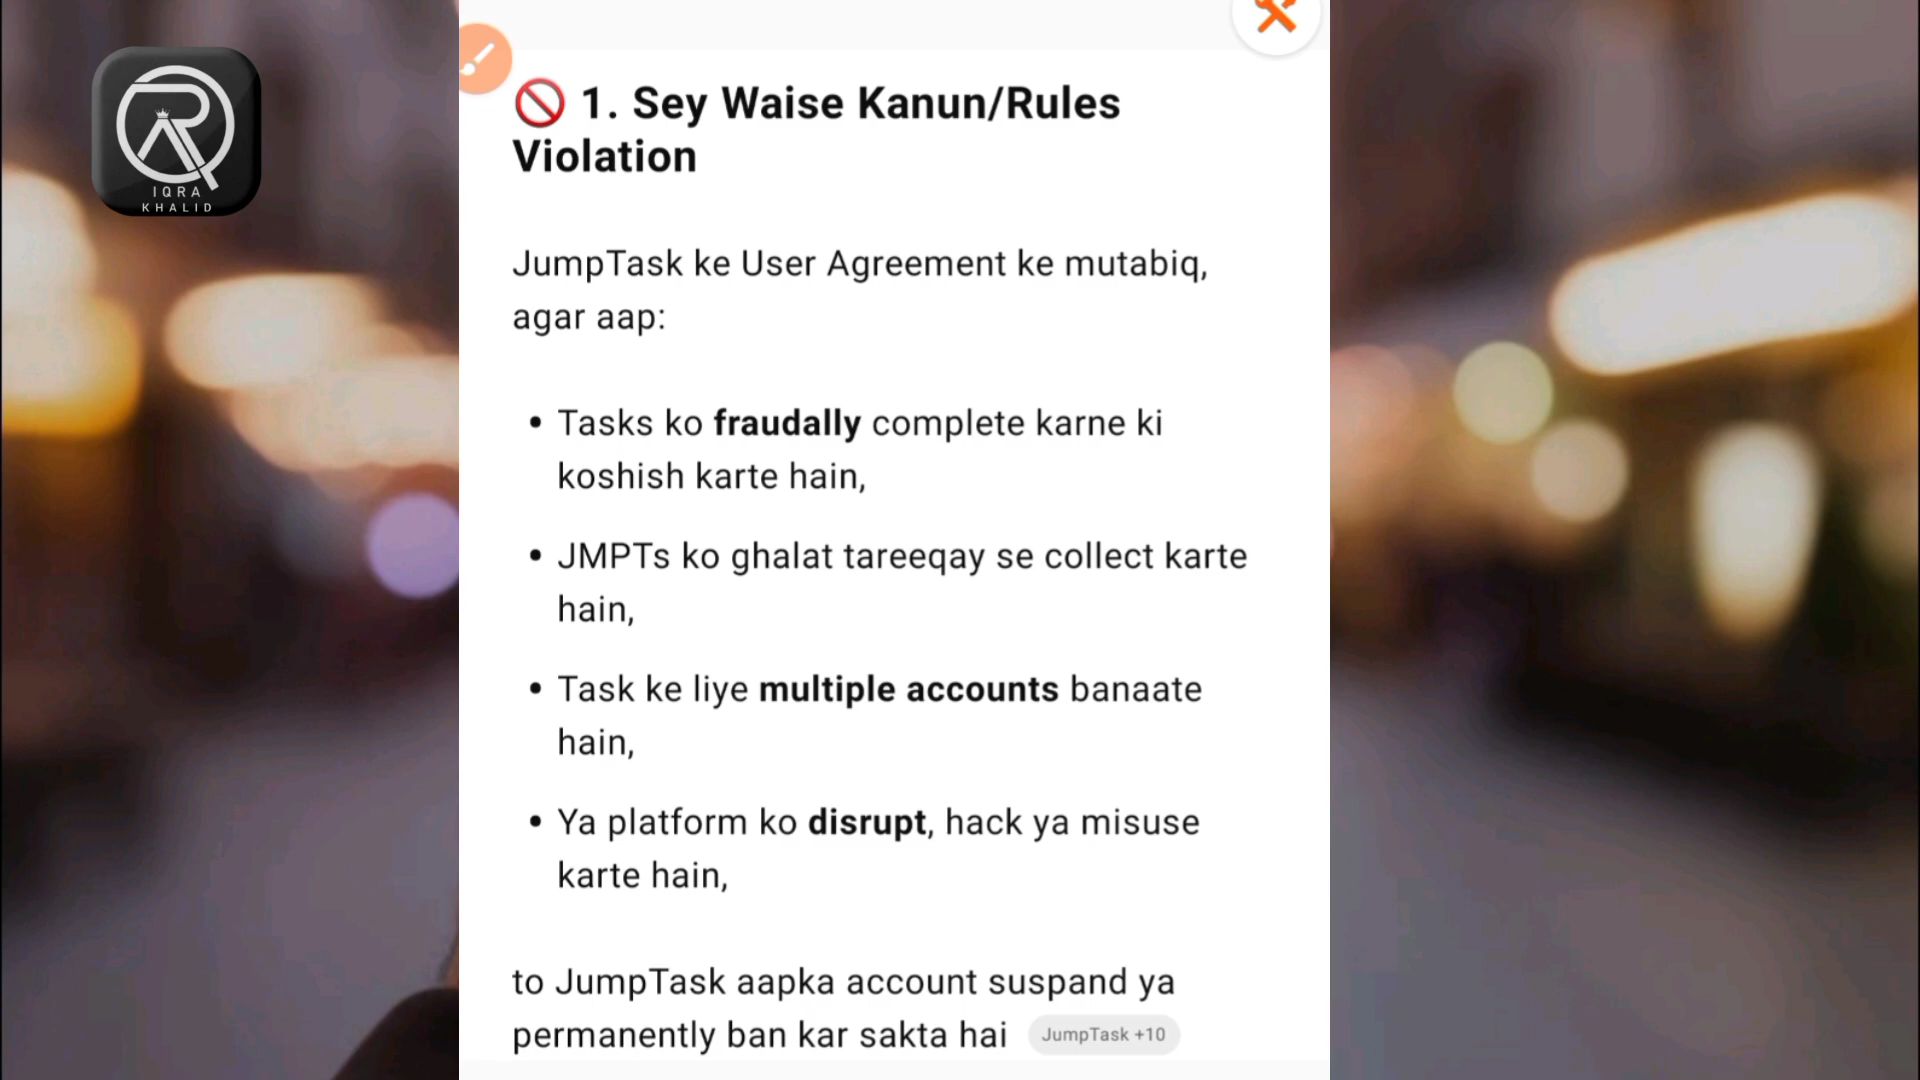 IQRA
KHALID
🚫 1. Sey Waise Kanun/Rules
Violation
JumpTask ke User Agreement ke mutabiq,
agar aap:
• Tasks ko fraudally complete karne ki
koshish karte hain,
• JMPTs ko ghalat tareeqay se collect karte
hain,
• Task ke liye multiple accounts banaate
hain,
• Ya platform ko disrupt, hack ya misuse
karte hain,
to JumpTask aapka account suspand ya
permanently ban kar sakta hai JumpTask +10